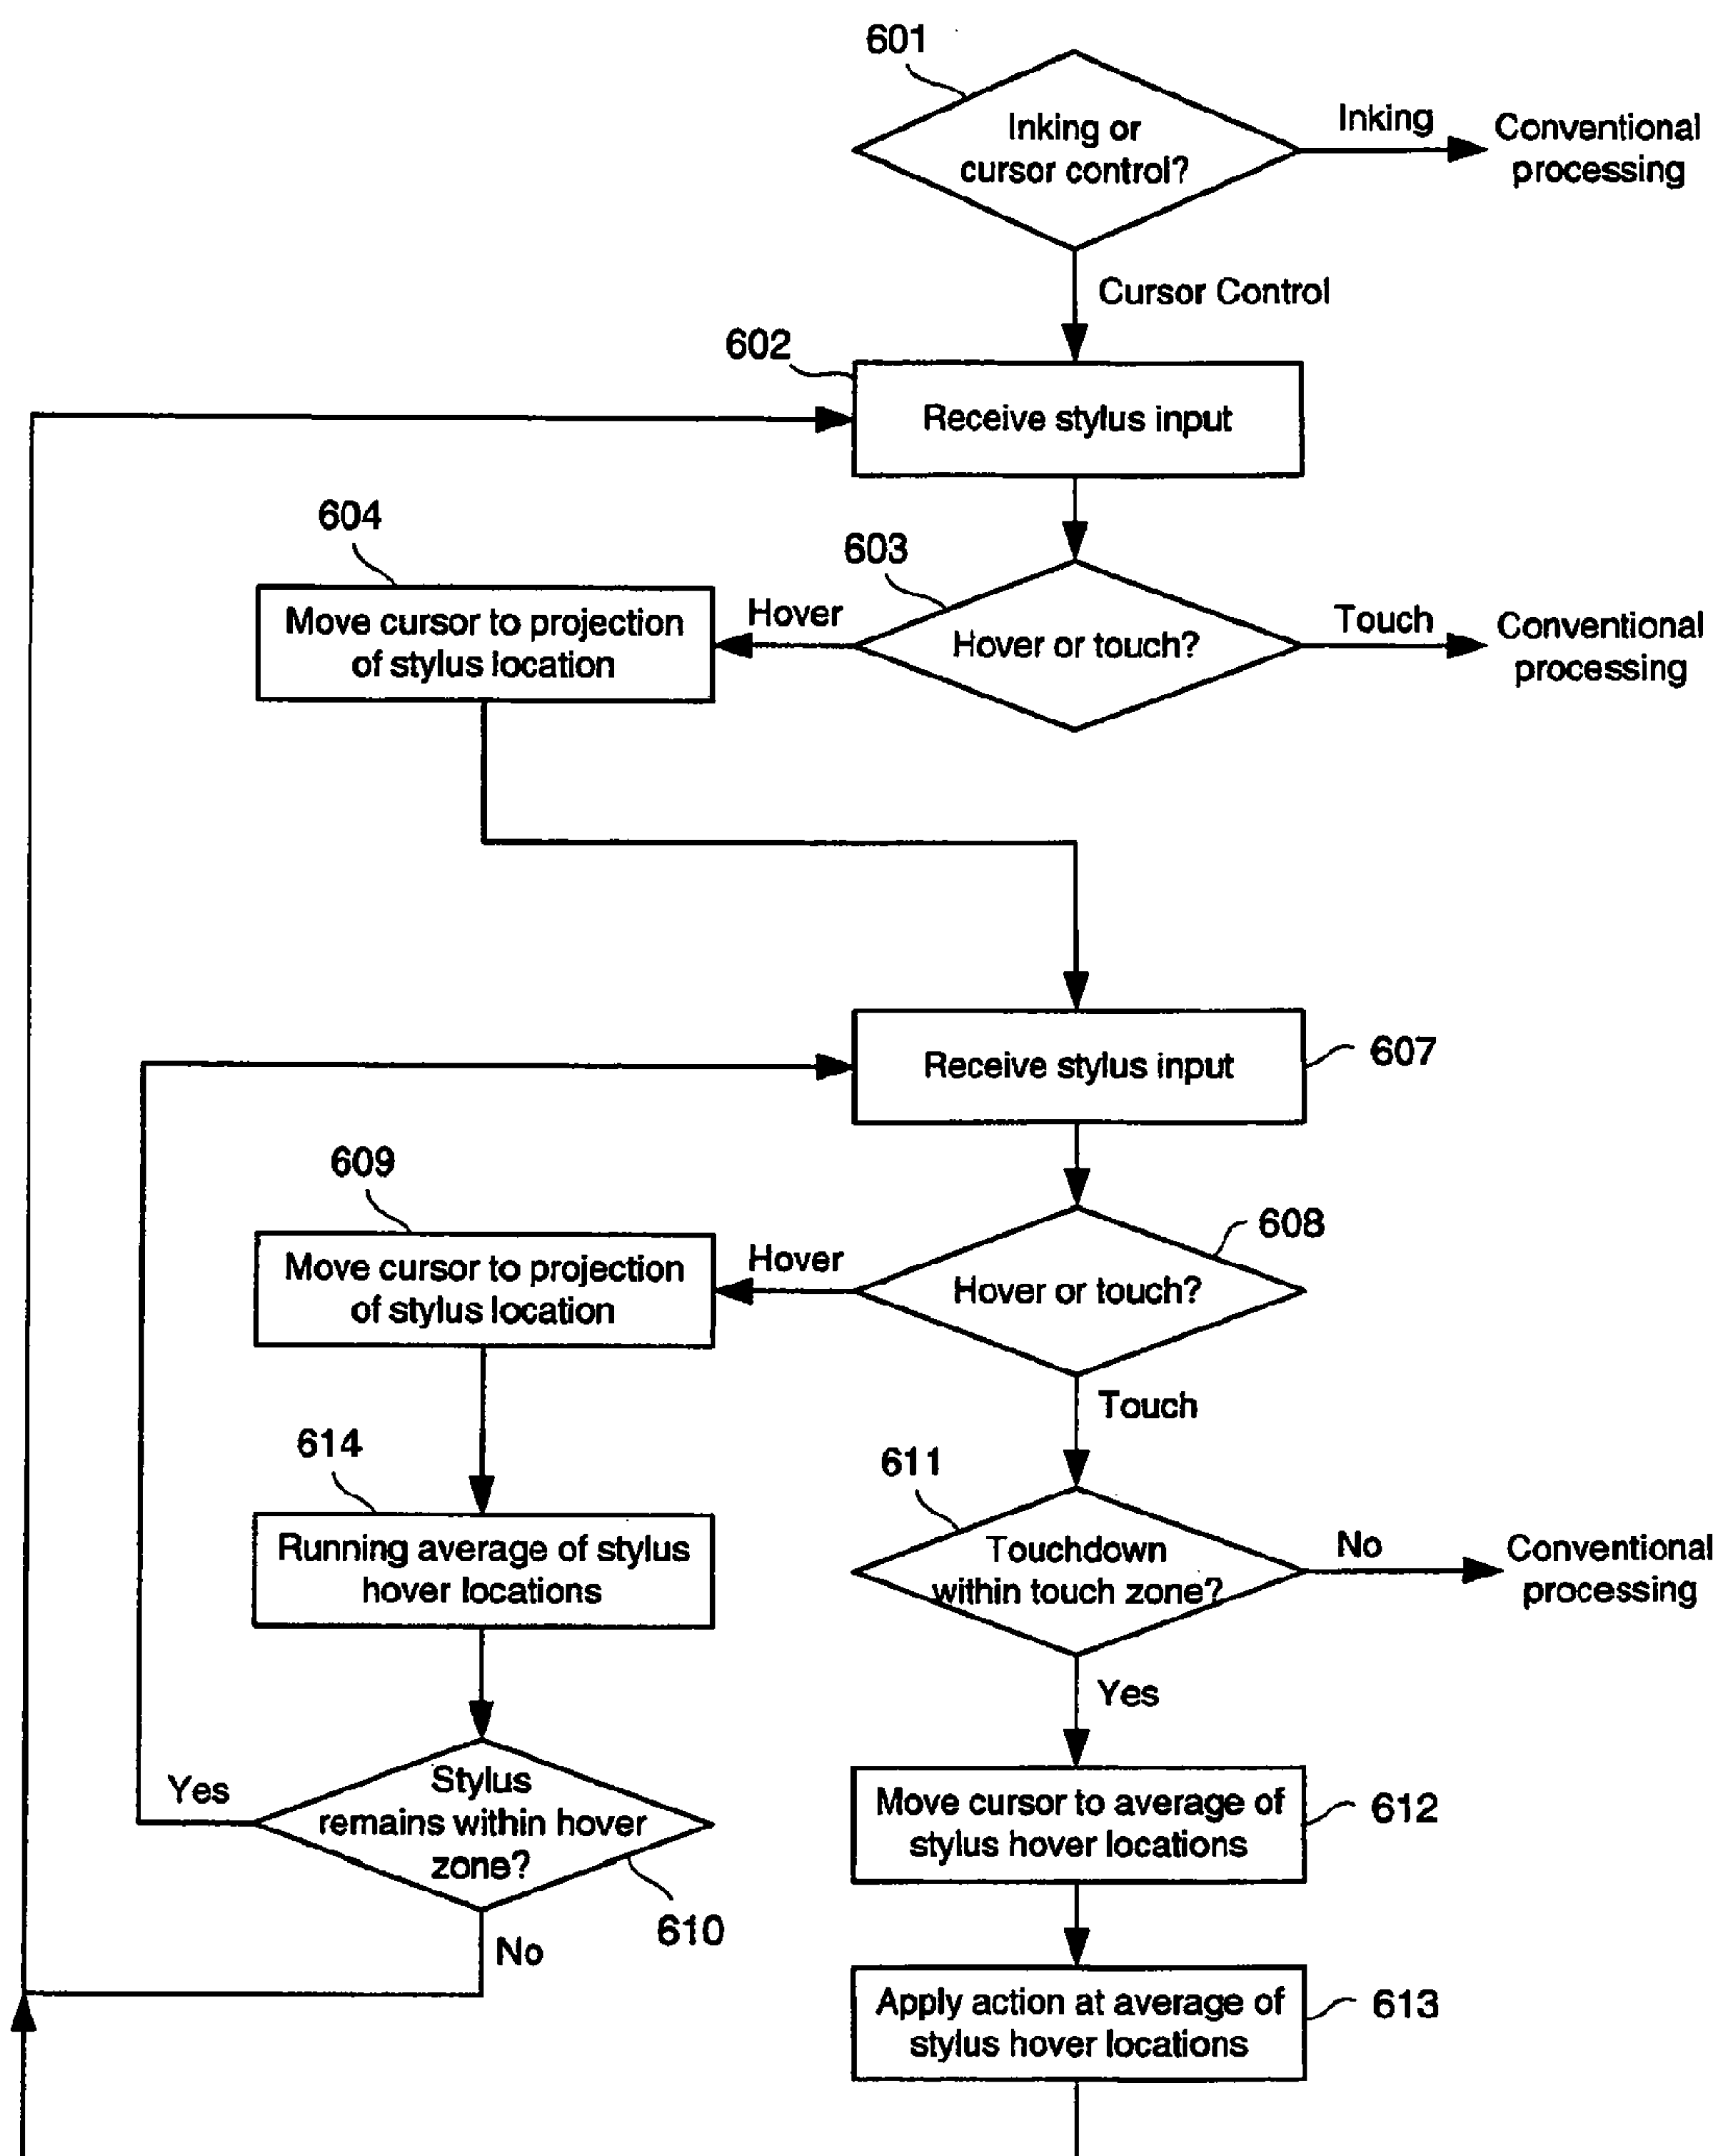 601
Inking or
cursor control?
Inking
Conventional
processing
Cursor Control
602
Receive stylus input
604
603
Move cursor to projection
of stylus location
Hover
Hover or touch?
Touch
Conventional
processing
Receive stylus input
607
609
608
Move cursor to projection
of stylus location
Hover
Hover or touch?
Touch
614
611
Running average of stylus
hover locations
Touchdown
within touch zone?
No
Conventional
processing
Yes
Yes
Stylus
remains within hover
zone?
610
No
Move cursor to average of
stylus hover locations
612
Apply action at average of
stylus hover locations
613